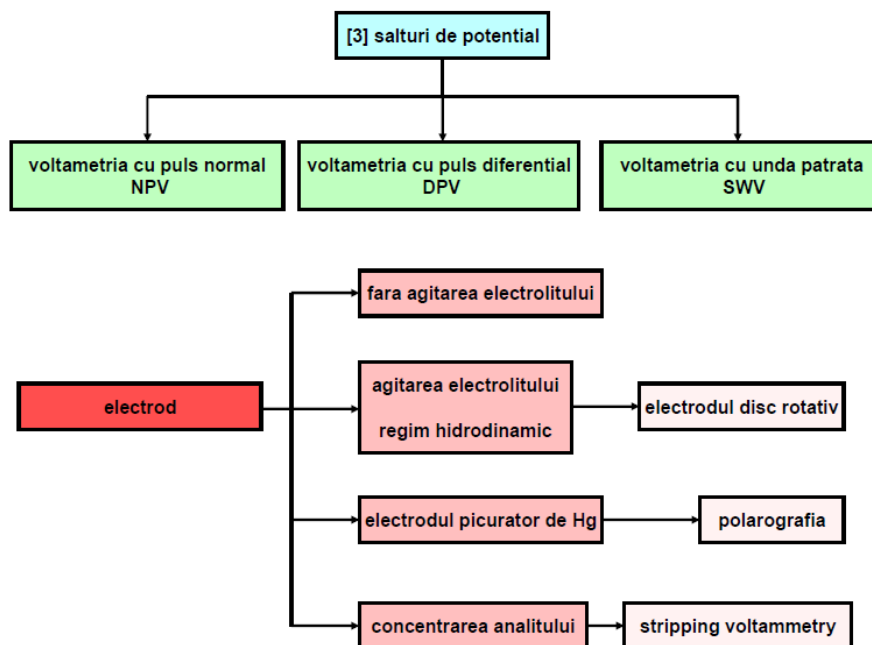 [3] salturi de potential
voltametria cu puls normal
NPV
voltametria cu puls diferential
DPV
voltametria cu unda patrata
SWV
fara agitarea electrolitului
electrod
agitarea electrolitului
regim hidrodinamic
electrodul disc rotativ
electrodul picurator de Hg
polarografia
concentrarea analitului
stripping voltammetry